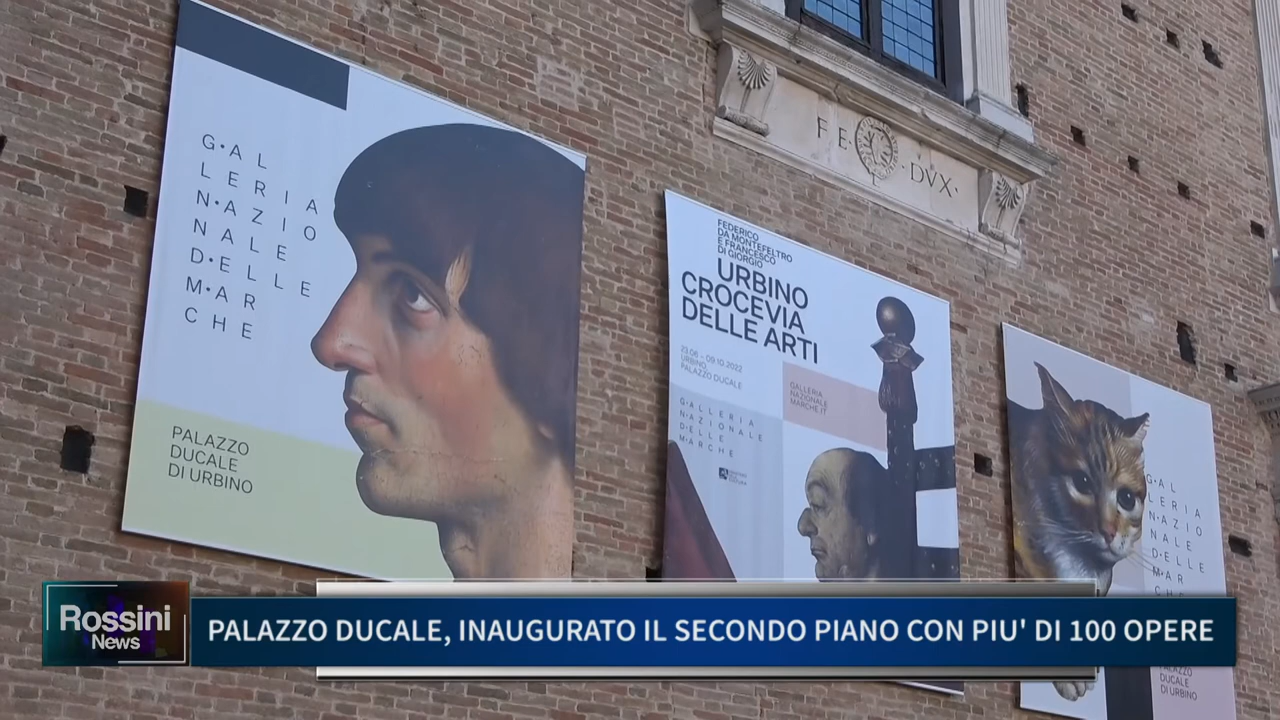 G•AL
LERIA
N•AZIO
NALE
D•ELLE
M•AR
CHE
PALAZZO
DUCALE
DI URBINO
FE DVX•
FEDERICO
DA MONTEFELTRO
E FRANCESCO
DI GIORGIO
URBINO
CROCEVIA
DELLE ARTI
23.06 – 09.10.2022
URBINO
PALAZZO DUCALE
GALLERIA
NAZIONALE
MARCHE.IT
GALLERIA
NAZIONALE
DELLE
MARCHE
G•AL
LERIA
N•AZIO
NALE
D•ELLE
M•AR
CHE
PALAZZO
DUCALE
DI URBINO
Rossini
News
PALAZZO DUCALE, INAUGURATO IL SECONDO PIANO CON PIU' DI 100 OPERE